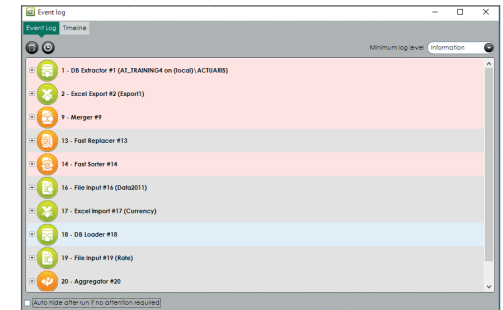 Event log
Event Log Timeline
Minimum log level Information
1 - DB Extractor #1 (AT_TRAINING4 on (local)\ACTUARIS)
2 - Excel Export #2 (Export1)
9 - Merger #9
13 - Fast Replacer #13
14 - Fast Sorter #14
16 - File Input #16 (Data2011)
17 - Excel Import #17 (Currency)
18 - DB Loader #18
19 - File Input #19 (Rate)
20 - Aggregator #20
Auto hide after run if no attention required